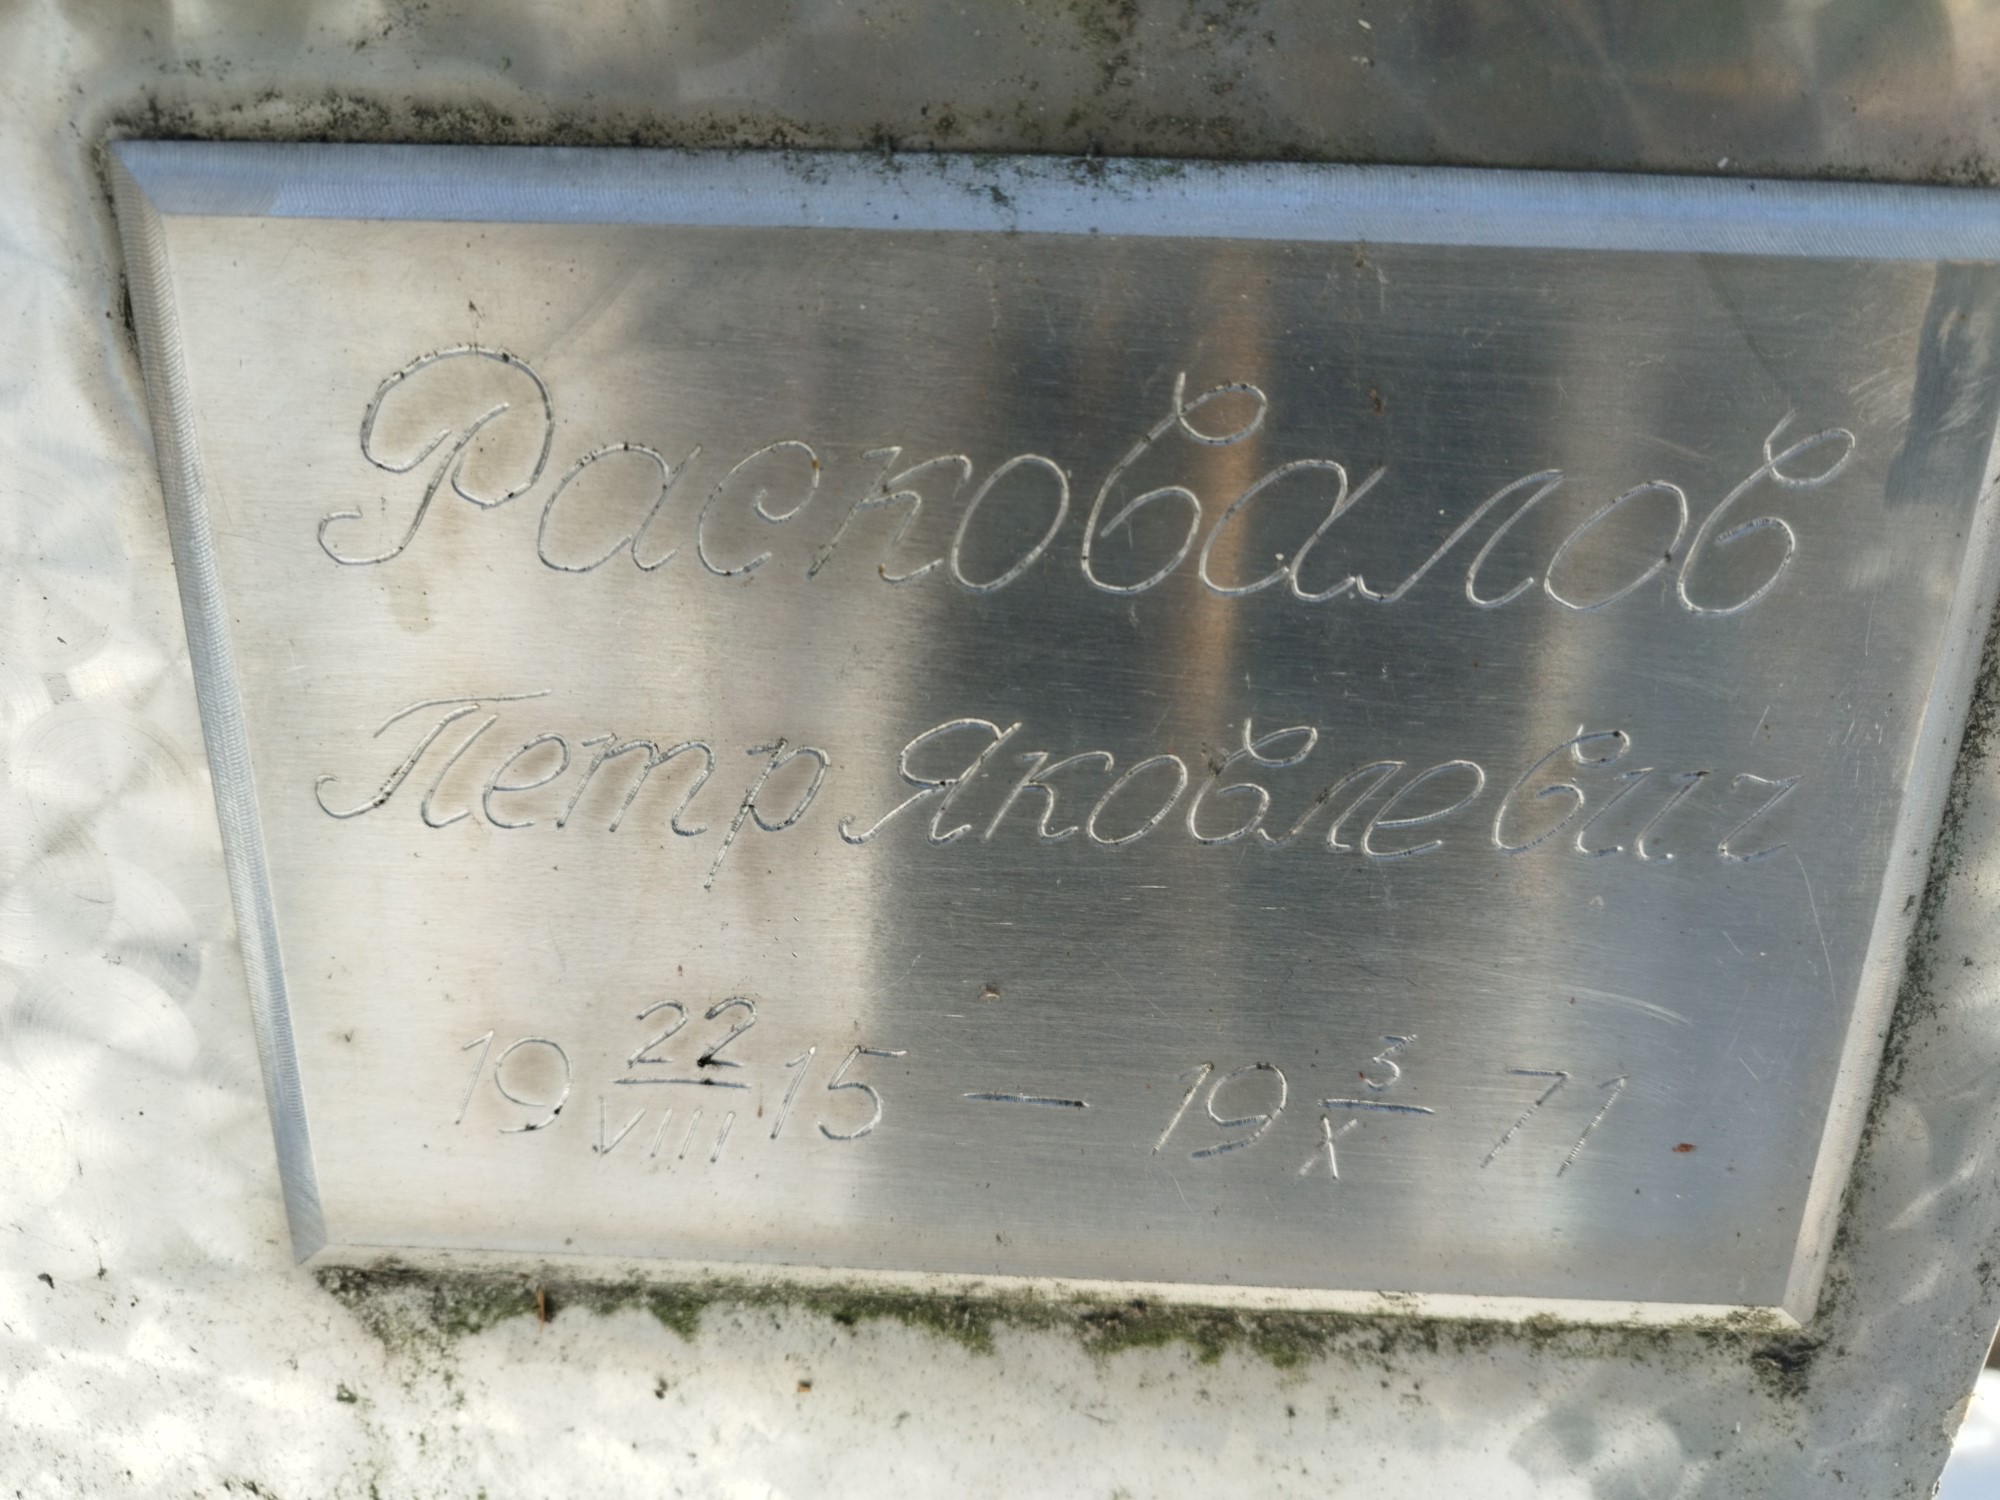 Расковалов
Петр Яковлевич
19 22/VIII 15 — 19 3/X 71